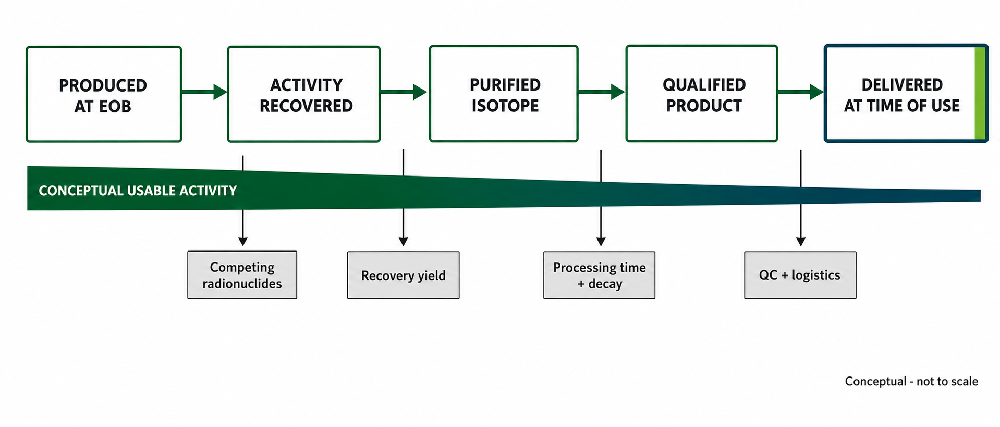 PRODUCED
AT EOB
ACTIVITY
RECOVERED
PURIFIED
ISOTOPE
QUALIFIED
PRODUCT
DELIVERED
AT TIME OF USE
CONCEPTUAL USABLE ACTIVITY
Competing
radionuclides
Recovery yield
Processing time
+ decay
QC + logistics
Conceptual - not to scale